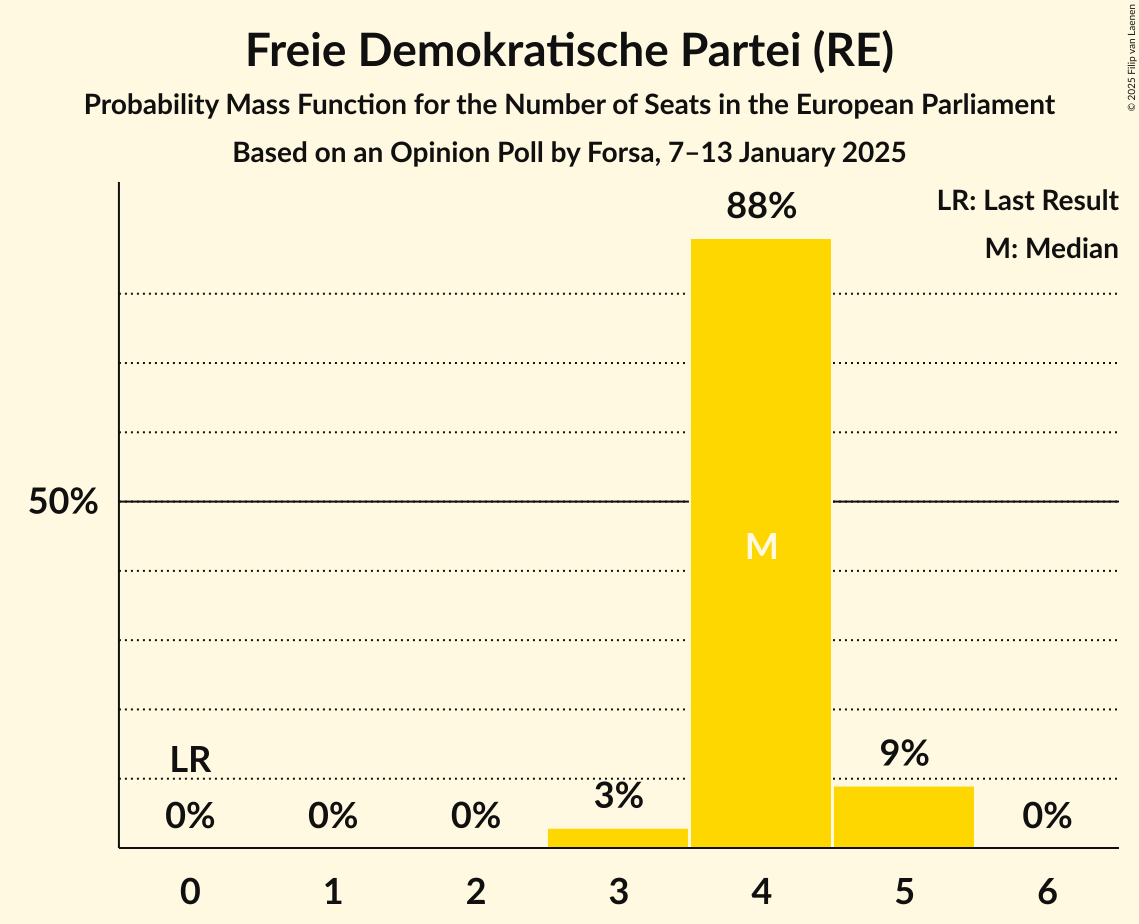 Freie Demokratische Partei (RE)
Probability Mass Function for the Number of Seats in the European Parliament
Based on an Opinion Poll by Forsa, 7–13 January 2025
© 2025 Filip van Laenen
LR: Last Result
M: Median
88%
50%
M
LR
0%
0%
0%
3%
9%
0%
0
1
2
3
4
5
6